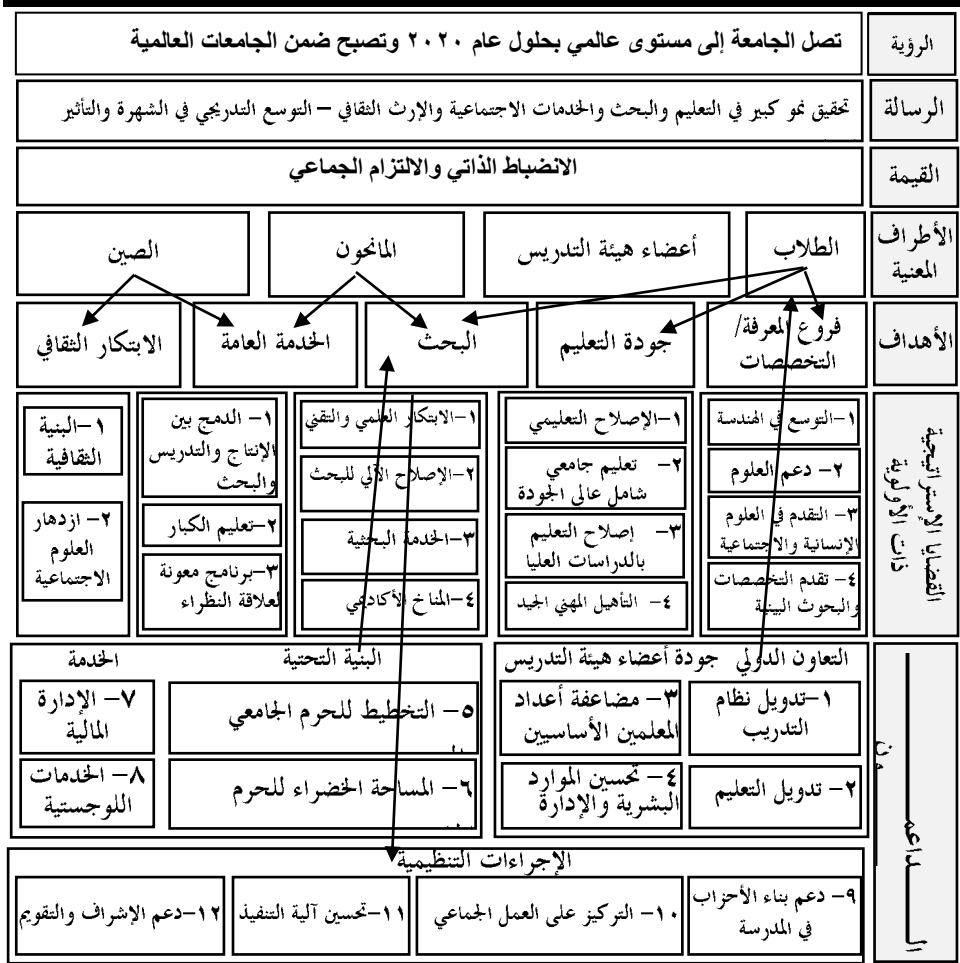 الرؤية
تصل الجامعة إلى مستوى عالمي بحلول عام ٢٠٢٠ وتصبح ضمن الجامعات العالمية
الرسالة
تحقيق نمو كبير في التعليم والبحث والخدمات الاجتماعية والإرث الثقافي – التوسع التدريجي في الشهرة والتأثير
القيمة
الانضباط الذاتي والالتزام الجماعي
الأطراف
المعنية
الطلاب
أعضاء هيئة التدريس
المانحون
الصين
الأهداف
فروع المعرفة/
التخصصات
جودة التعليم
البحث
الخدمة العامة
الابتكار الثقافي
القضايا الإستراتيجية
ذات الأولوية
١-التوسع في الهندسة
٢- دعم العلوم
٣- التقدم في العلوم
الإنسانية والاجتماعية
٤- تقدم التخصصات
والبحوث البينية
١-الإصلاح التعليمي
٢- تعليم جامعي
شامل عالى الجودة
٣- إصلاح التعليم
بالدراسات العليا
٤- التأهيل المهني الجيد
١-الابتكار العلمي والتقني
٢-الإصلاح الآلي للبحث
٣-الخدمة البحثية
٤-المناخ الأكاديمي
١- الدمج بين
الإنتاج والتدريس
والبحث
٢-تعليم الكبار
٣-برنامج معونة
لعلاقة النظراء
١-البنية
الثقافية
٢- ازدهار
العلوم
الاجتماعية
الـــداعمـــــــــ
ون
التعاون الدولي
جودة أعضاء هيئة التدريس
البنية التحتية
الخدمة
١-تدويل نظام
التدريب
٢- تدويل التعليم
٣- مضاعفة أعداد
المعلمين الأساسيين
٤- تحسين الموارد
البشرية والإدارة
٥- التخطيط للحرم الجامعي
٦- المساحة الخضراء للحرم
٧- الإدارة
المالية
٨- الخدمات
اللوجستية
الإجراءات التنظيمية
٩- دعم بناء الأحزاب
في المدرسة
١٠- التركيز على العمل الجماعي
١١-تحسين آلية التنفيذ
١٢-دعم الإشراف والتقويم